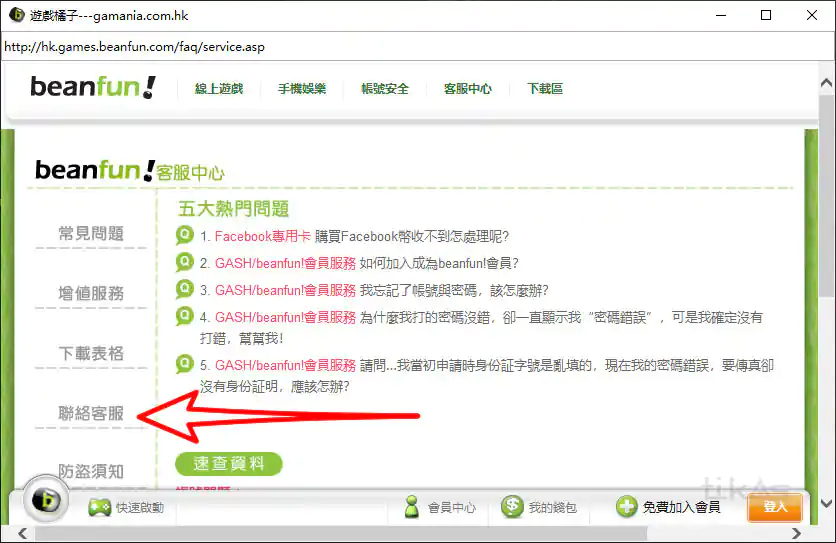 遊戲橘子---gamania.com.hk
http://hk.games.beanfun.com/faq/service.asp
beanfun! 線上遊戲 手機娛樂 帳號安全 客服中心 下載區
beanfun!客服中心
五大熱門問題
常見問題
增值服務
下載表格
聯絡客服
防盜須知
1. Facebook專用卡 購買Facebook幣收不到怎處理呢?
2. GASH/beanfun!會員服務 如何加入成為beanfun!會員?
3. GASH/beanfun!會員服務 我忘記了帳號與密碼，該怎麼辦?
4. GASH/beanfun!會員服務 為什麼我打的密碼沒錯，卻一直顯示我“密碼錯誤”，可是我確定沒有
打錯，幫幫我!
5. GASH/beanfun!會員服務 請問...我當初申請時身份証字號是亂填的，現在我的密碼錯誤，要傳真卻
沒有身份証明，應該怎辦?
速查資料
快速啟動 會員中心 我的錢包 免費加入會員 登入